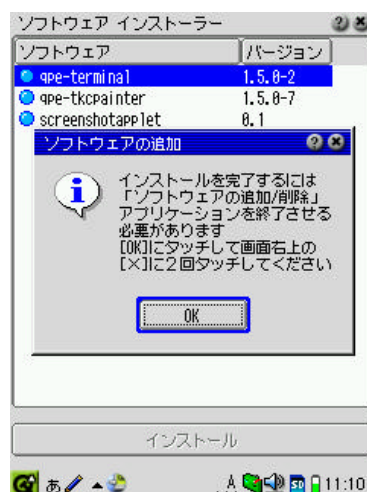 ソフトウェア インストーラー
ソフトウェア バージョン
qpe-terminal 1.5.0-2
qpe-tkcpainter 1.5.0-7
screenshotapplet 0.1
ソフトウェアの追加
インストールを完了するには
「ソフトウェアの追加/削除」
アプリケーションを終了させる
必要があります
[OK]にタッチして画面右上の
[×]に2回タッチしてください
OK
インストール
あ A SD 11:10